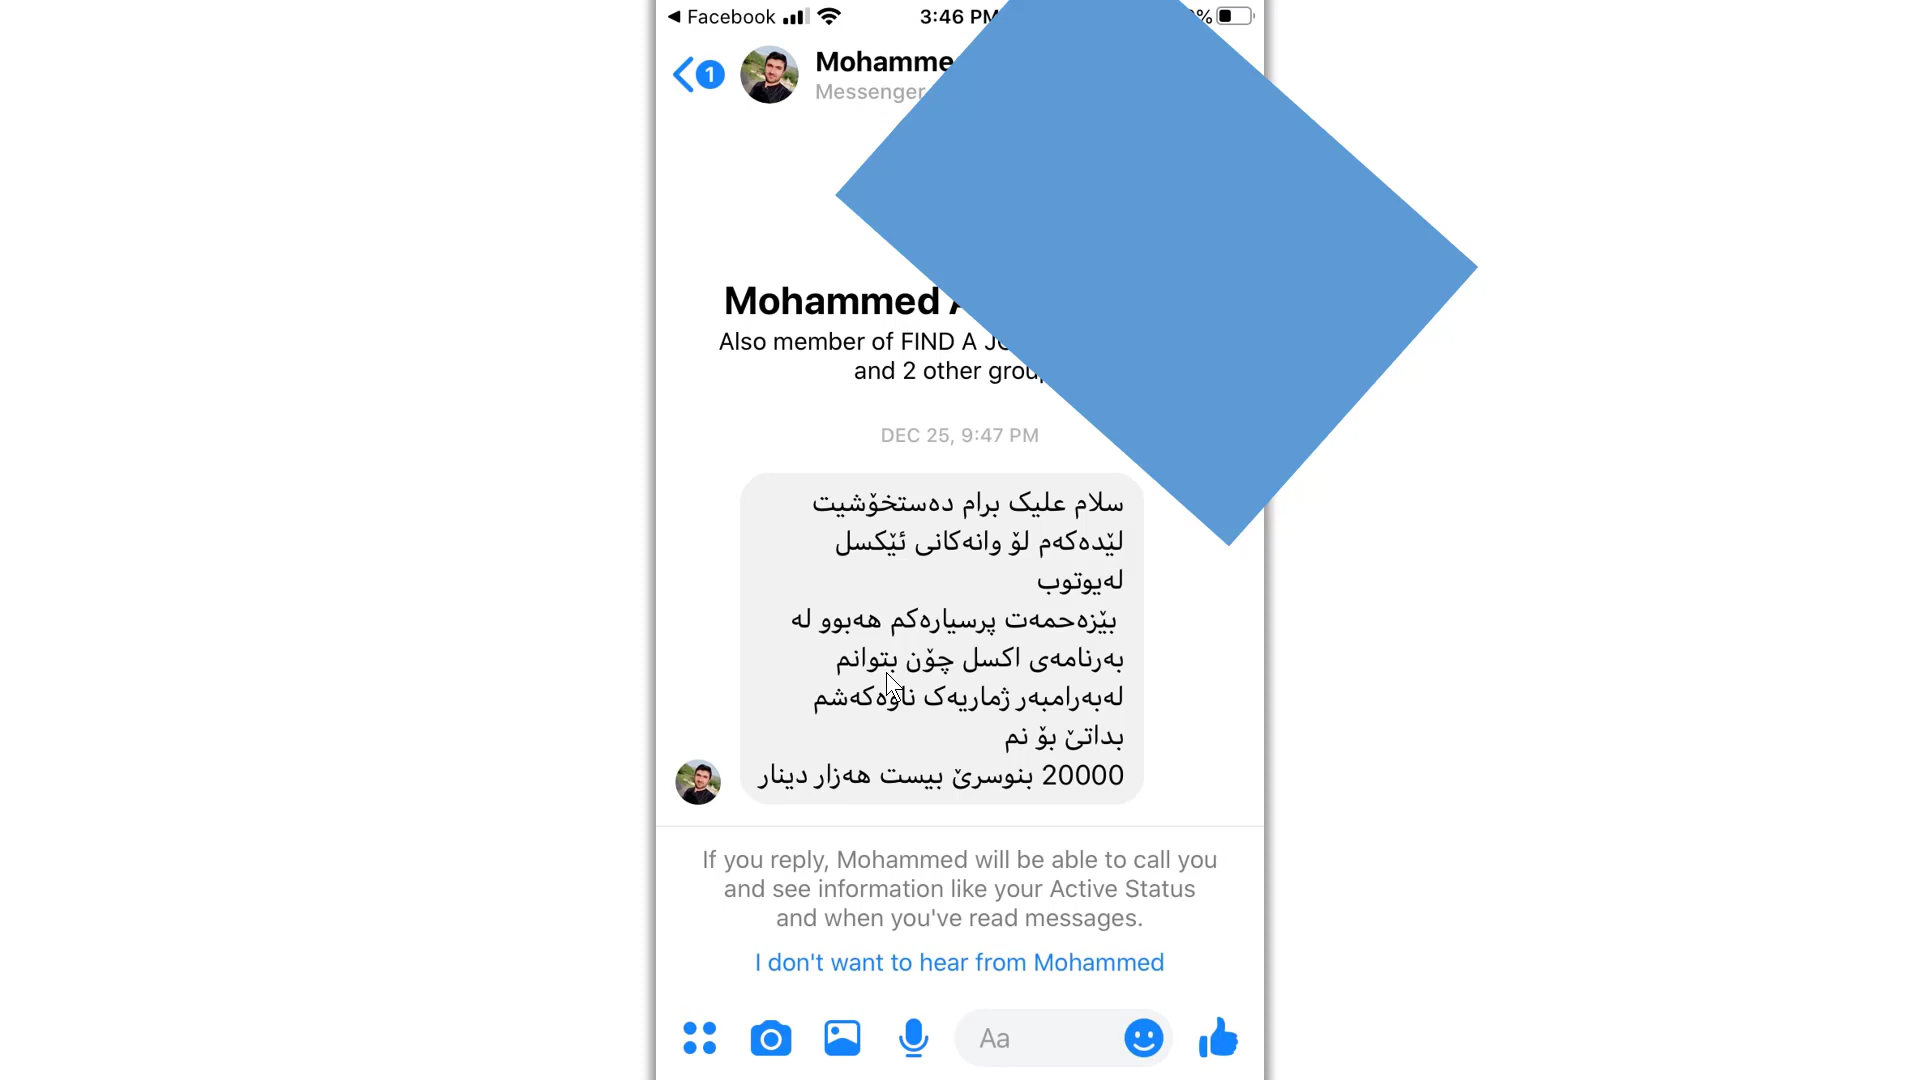 Facebook
3:46 PM
%
1
Mohamme
Messenger
Mohammed
Also member of FIND A
and 2 other
DEC 25, 9:47 PM
سلام علیک برام دەستخۆشیت
لێدەکەم لۆ وانەکانی ئێکسل
لەیوتوب
بێزەحمەت پرسیارەکم هەبوو لە
بەرنامەی اکسل چۆن بتوانم
لەبەرامبەر ژماریەک ناوەکەشم
بداتێ بۆ نم
20000 بنوسرێ بیست هەزار دینار
If you reply, Mohammed will be able to call you
and see information like your Active Status
and when you've read messages.
I don't want to hear from Mohammed
Aa